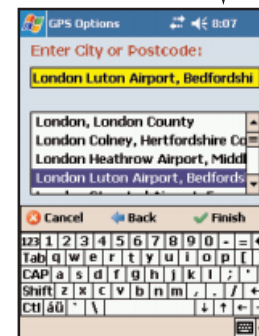 GPS Options 8:07
Enter City or Postcode:
London Luton Airport, Bedfordshi
London, London County
London Colney, Hertfordshire Co
London Heathrow Airport, Middl
London Luton Airport, Bedfords
Cancel Back Finish
123 1 2 3 4 5 6 7 8 9 0 - =
Tab q w e r t y u i o p [
CAP a s d f g h j k l ; '
Shift z x c v b n m , . /
Ctl áü ` \